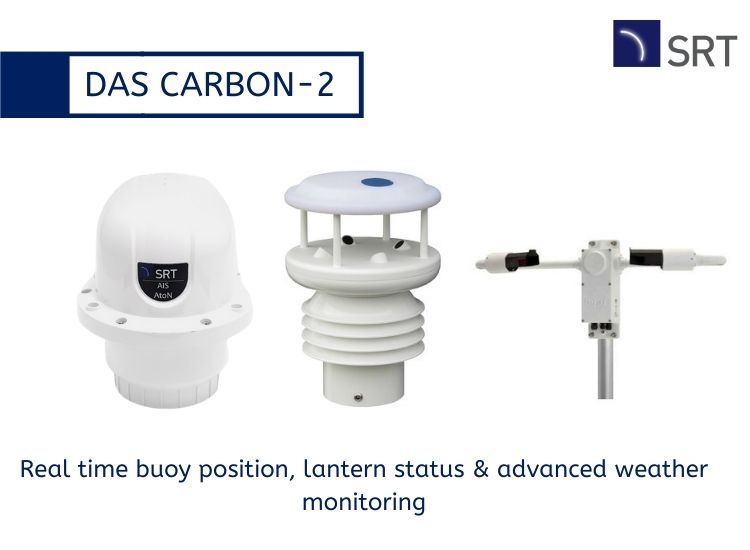 SRT
DAS CARBON-2
SRT
AIS
AtoN
Real time buoy position, lantern status & advanced weather
monitoring